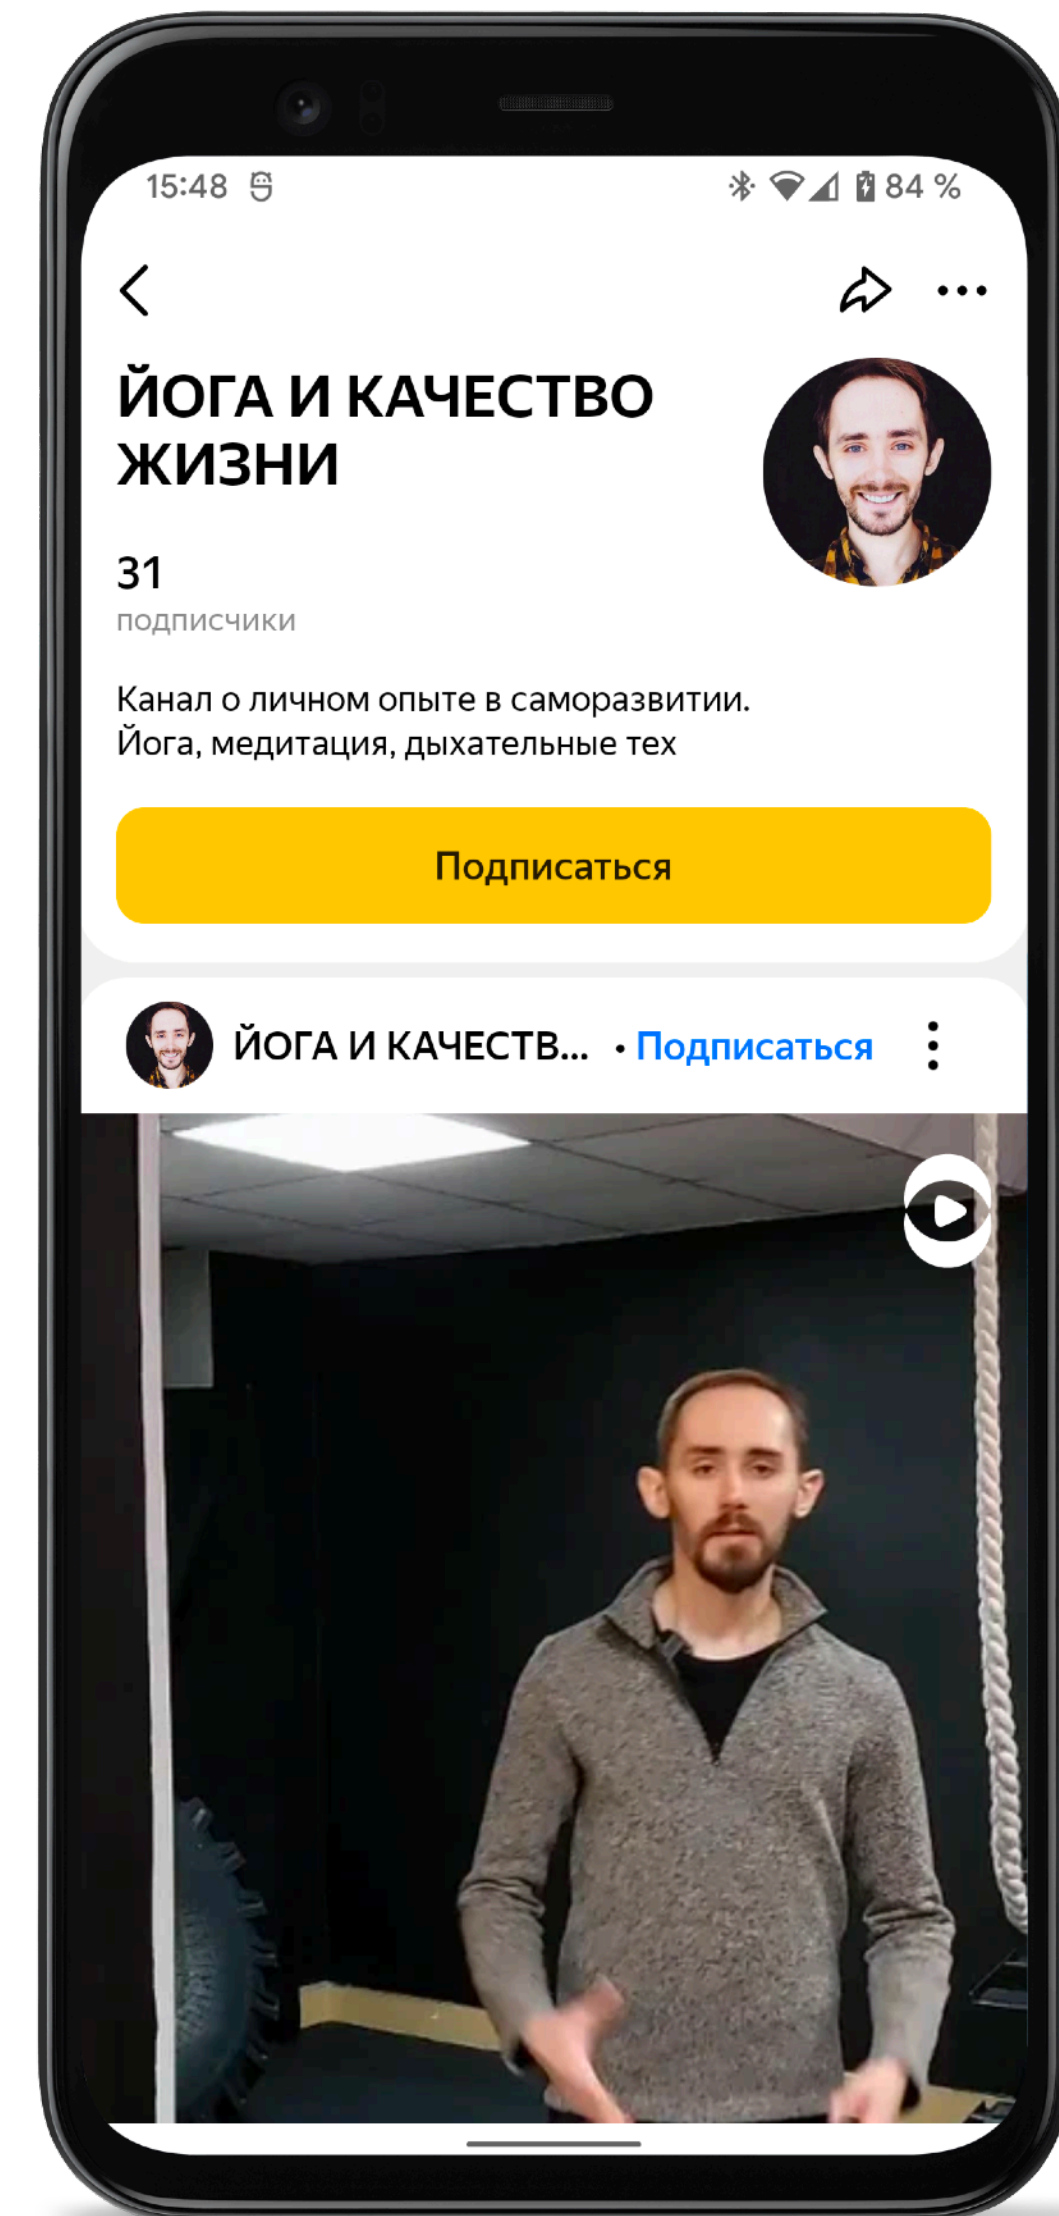 15:48
84 %
ЙОГА И КАЧЕСТВО
ЖИЗНИ
31
подписчики
Канал о личном опыте в саморазвитии.
Йога, медитация, дыхательные тех
Подписаться
ЙОГА И КАЧЕСТВ... • Подписаться